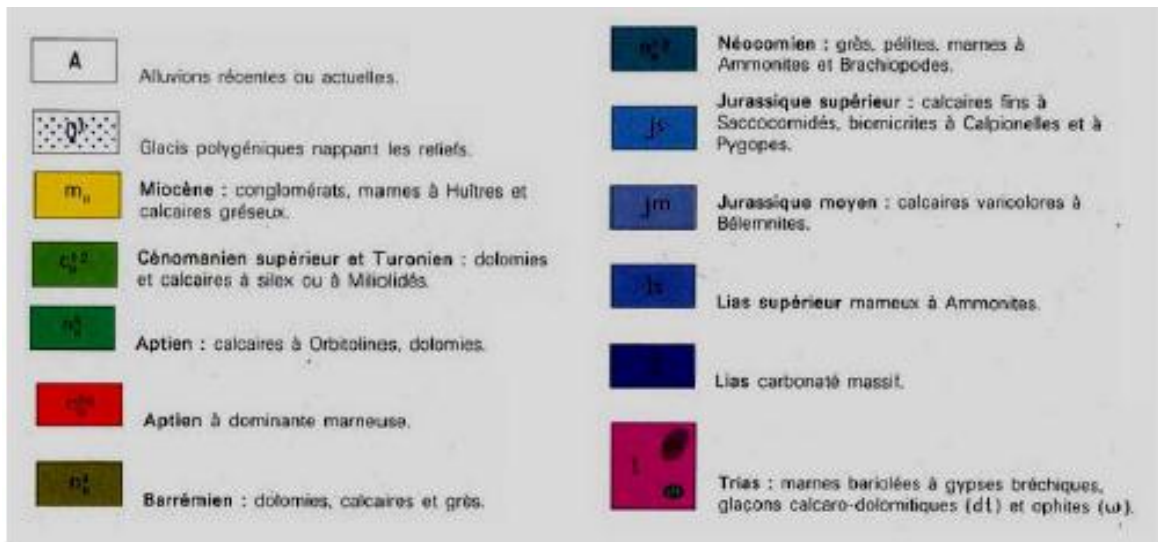 A
Alluvions récentes ou actuelles.
Q
Glacis polygéniques nappant les reliefs.
m
Miocène : conglomérats, marnes à Huîtres et
calcaires gréseux.
Cénomanien supérieur et Turonien : dolomies
et calcaires à silex ou à Miliolidés.
Aptien : calcaires à Orbitolines, dolomies.
Aptien à dominante marneuse.
Barrémien : dolomies, calcaires et grès.
Néocomien : grès, pélites, marnes à
Ammonites et Brachiopodes.
js
Jurassique supérieur : calcaires fins à
Saccocomidés, biomicrites à Calpionelles et à
Pygopes.
jm
Jurassique moyen : calcaires varicolores à
Bélemnites.
Lias supérieur marneux à Ammonites.
Lias carbonaté massif.
Trias : marnes bariolées à gypses bréchiques,
glaçons calcaro-dolomitiques (dt) et ophites (ω).